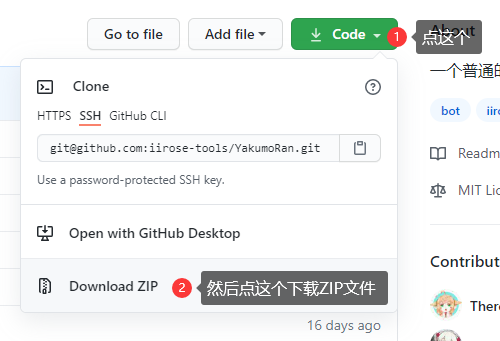 Go to file
Add file
Code
1
点这个
About
一个普通的
Clone
HTTPS SSH GitHub CLI
bot
iiro
git@github.com:iirose-tools/YakumoRan.git
Readm
Use a password-protected SSH key.
MIT Lic
Open with GitHub Desktop
Contribut
Download ZIP
2
然后点这个下载ZIP文件
There
16 days ago